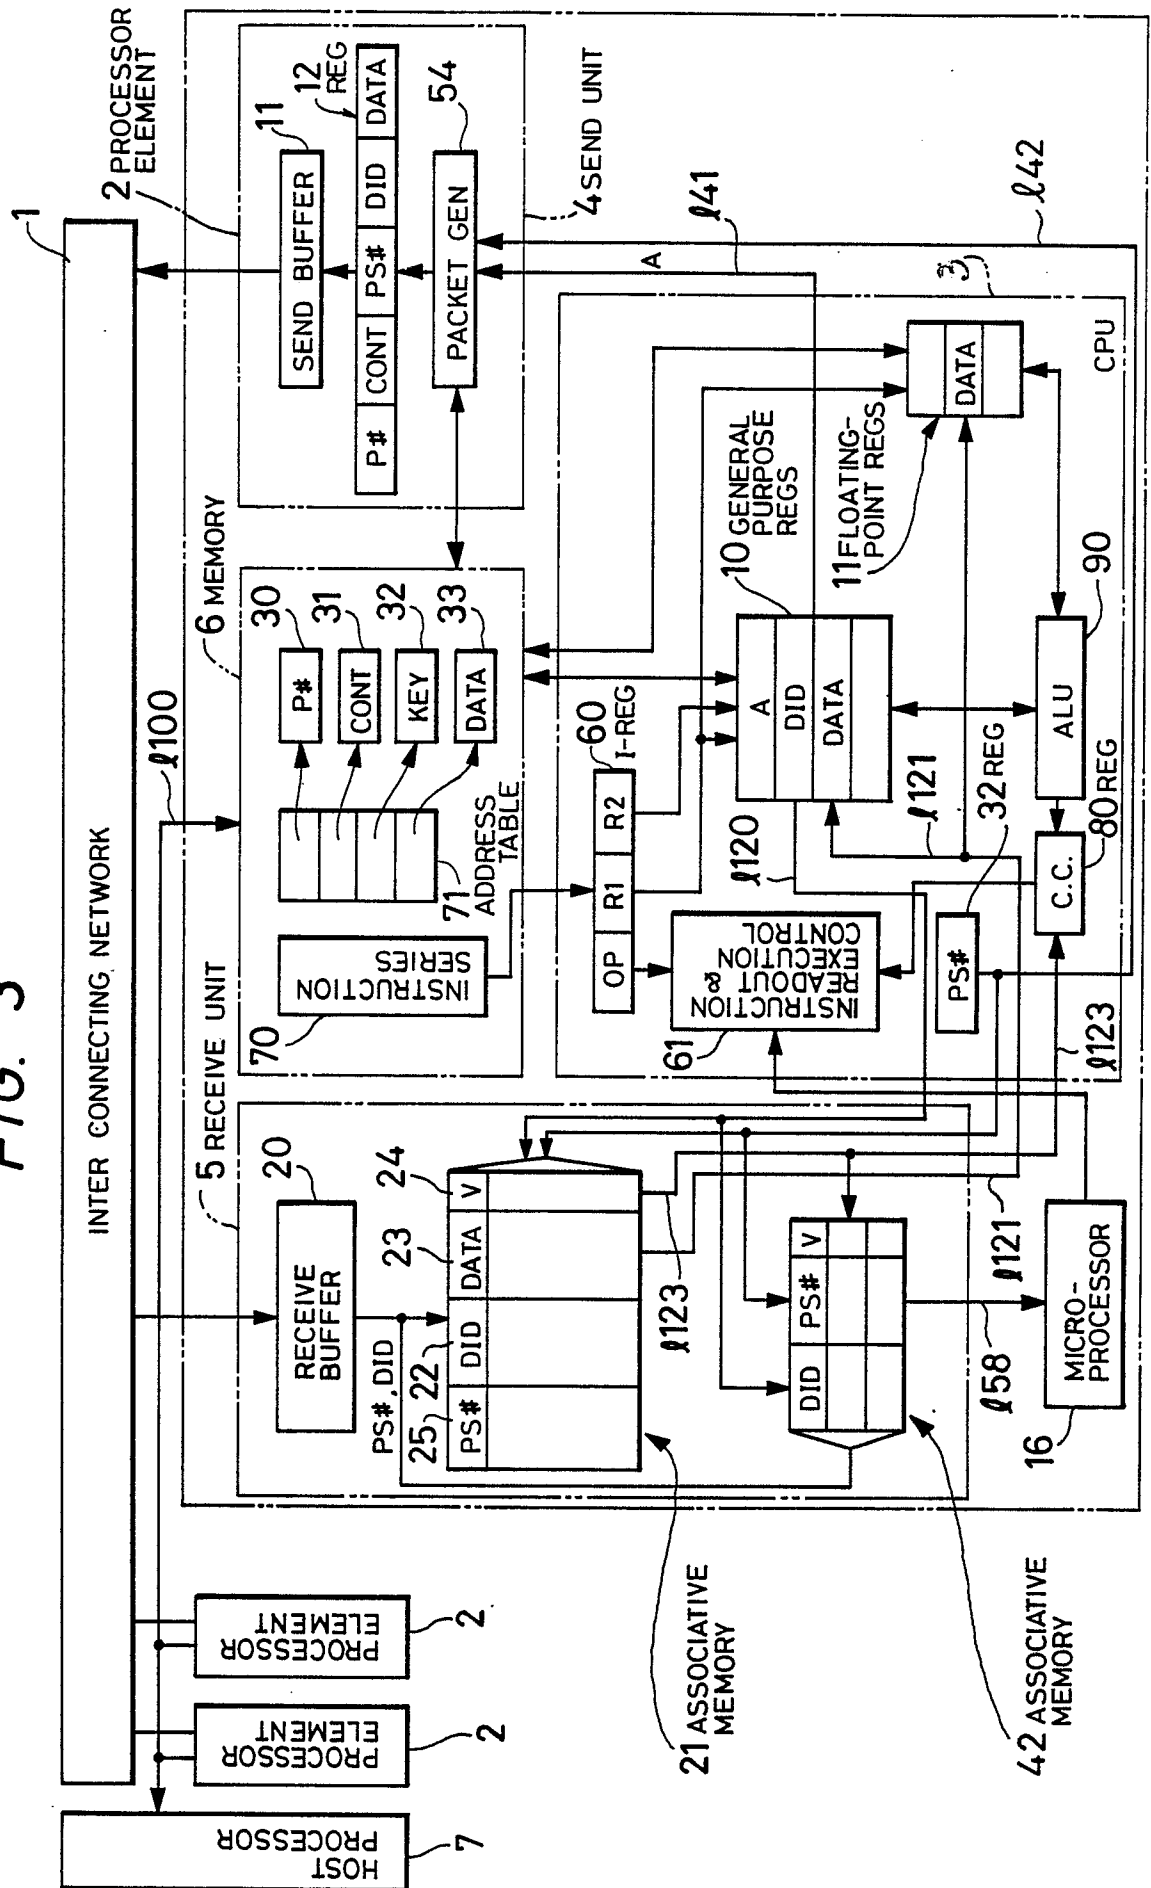 FIG. 3
1
INTER CONNECTING NETWORK
HOST
PROCESSOR
7
PROCESSOR
ELEMENT
2
PROCESSOR
ELEMENT
2
ℓ100
2 PROCESSOR
ELEMENT
5 RECEIVE UNIT
20
RECEIVE
BUFFER
PS#, DID
25
22
23
24
PS#
DID
DATA
V
21 ASSOCIATIVE
MEMORY
ℓ123
DID
PS#
V
42 ASSOCIATIVE
MEMORY
ℓ58
ℓ121
MICRO-
PROCESSOR
16
6 MEMORY
70
INSTRUCTION
SERIES
71 ADDRESS
TABLE
P#
30
CONT
31
KEY
32
DATA
33
4 SEND UNIT
SEND BUFFER
11
12 REG
P#
CONT
PS#
DID
DATA
PACKET GEN
54
A
ℓ41
ℓ42
3
CPU
60
I-REG
OP
R1
R2
61
INSTRUCTION
READOUT &
EXECUTION
CONTROL
10 GENERAL
PURPOSE
REGS
A
DID
DATA
11 FLOATING-
POINT REGS
DATA
ℓ120
ℓ121
PS#
32 REG
C.C.
80 REG
ALU
90
ℓ123